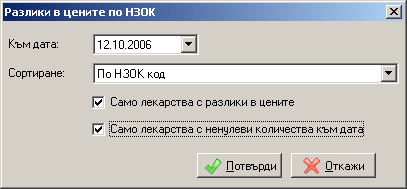 Разлики в цените по НЗОК
Към дата: 12.10.2006
Сортиране: По НЗОК код
Само лекарства с разлики в цените
Само лекарства с ненулеви количества към дата
Потвърди Откажи